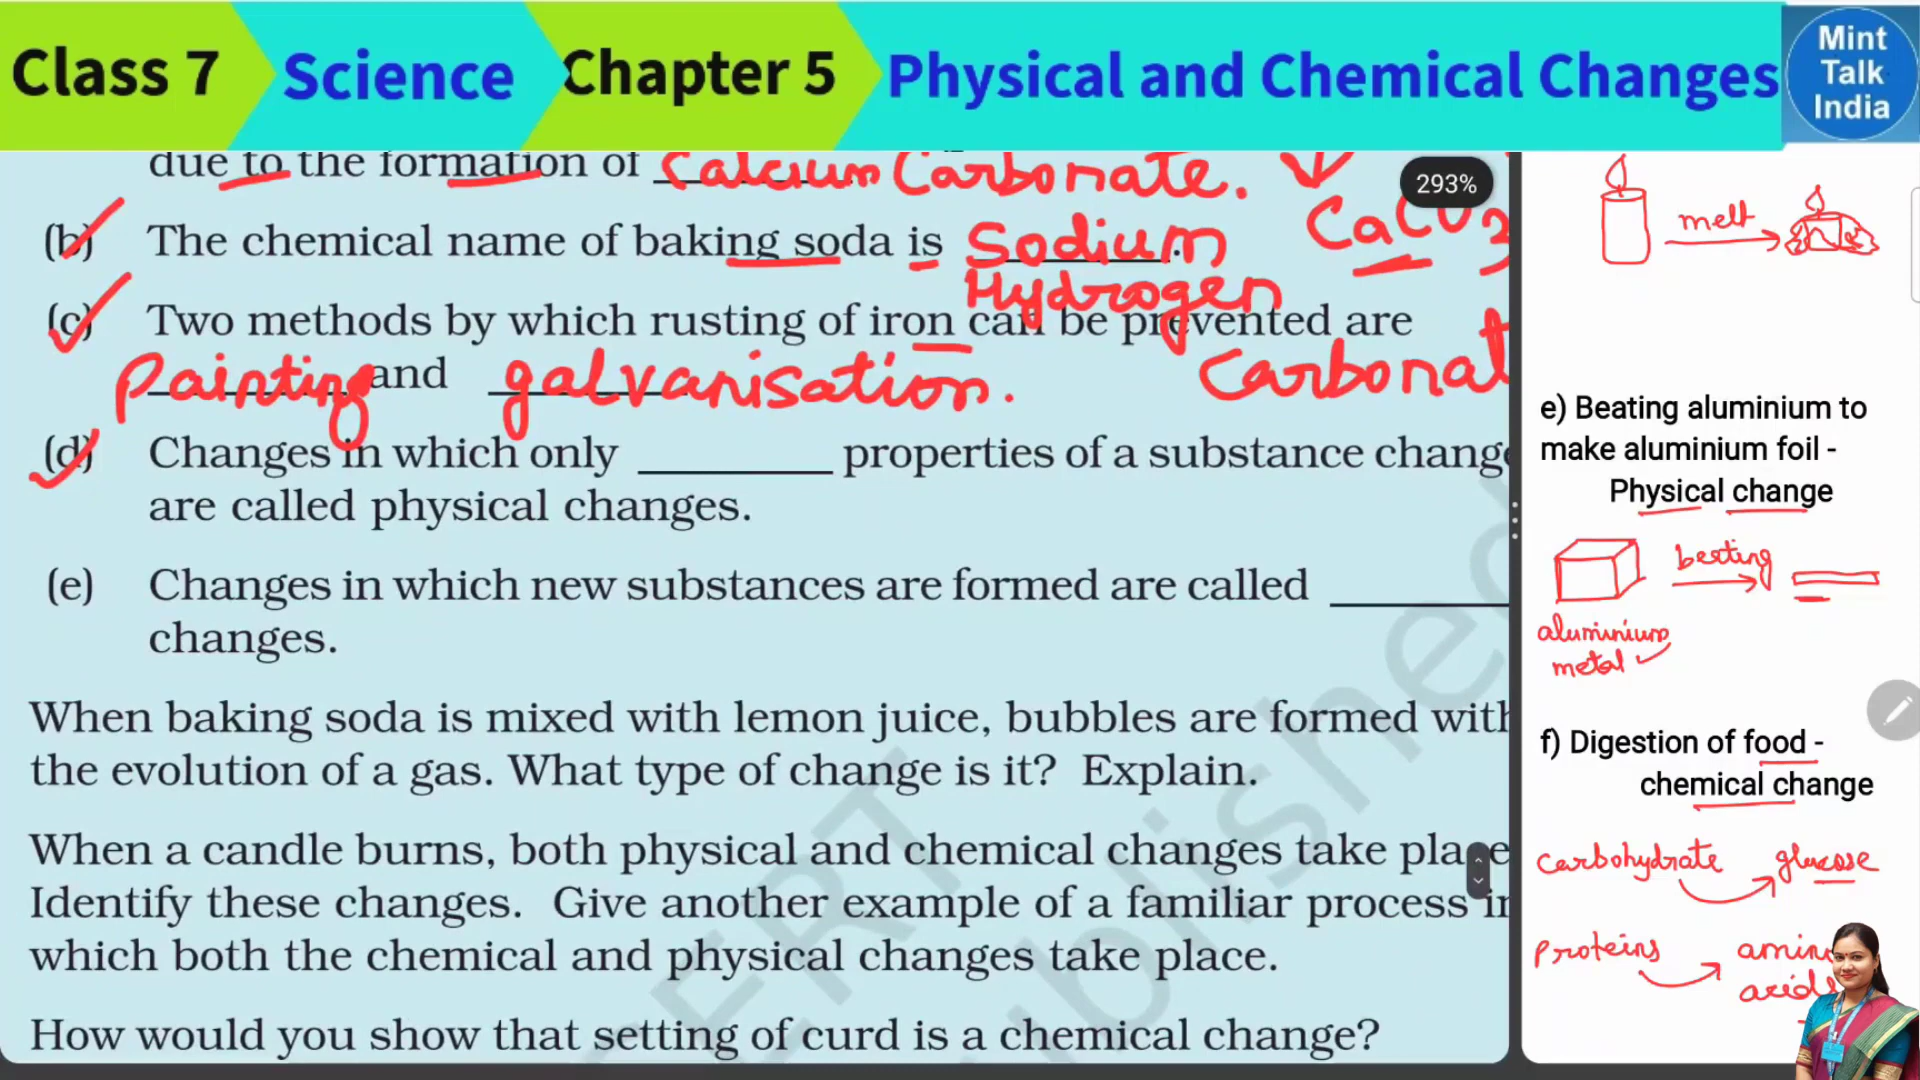 Class 7 Science Chapter 5 Physical and Chemical Changes
Mint
Talk
India
due to the formation of Calcium Carbonate.
293%
CaCO3
(b) The chemical name of baking soda is Sodium
Hydrogen
Carbonat
(c) Two methods by which rusting of iron can be prevented are
Painting and galvanisation.
(d) Changes in which only ________ properties of a substance change
are called physical changes.
(e) Changes in which new substances are formed are called ________
changes.
When baking soda is mixed with lemon juice, bubbles are formed with
the evolution of a gas. What type of change is it? Explain.
When a candle burns, both physical and chemical changes take place
Identify these changes. Give another example of a familiar process in
which both the chemical and physical changes take place.
How would you show that setting of curd is a chemical change?
melt
e) Beating aluminium to
make aluminium foil -
Physical change
beating
aluminium
metal
f) Digestion of food -
chemical change
carbohydrate glucose
proteins amino
acids